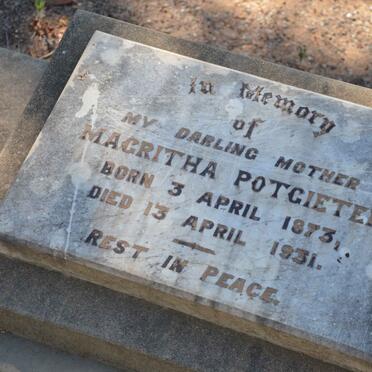 In Memory
of
MY DARLING MOTHER
MAGRITHA POTGIETER
BORN 3 APRIL 1873,
DIED 13 APRIL 1931.
REST IN PEACE.